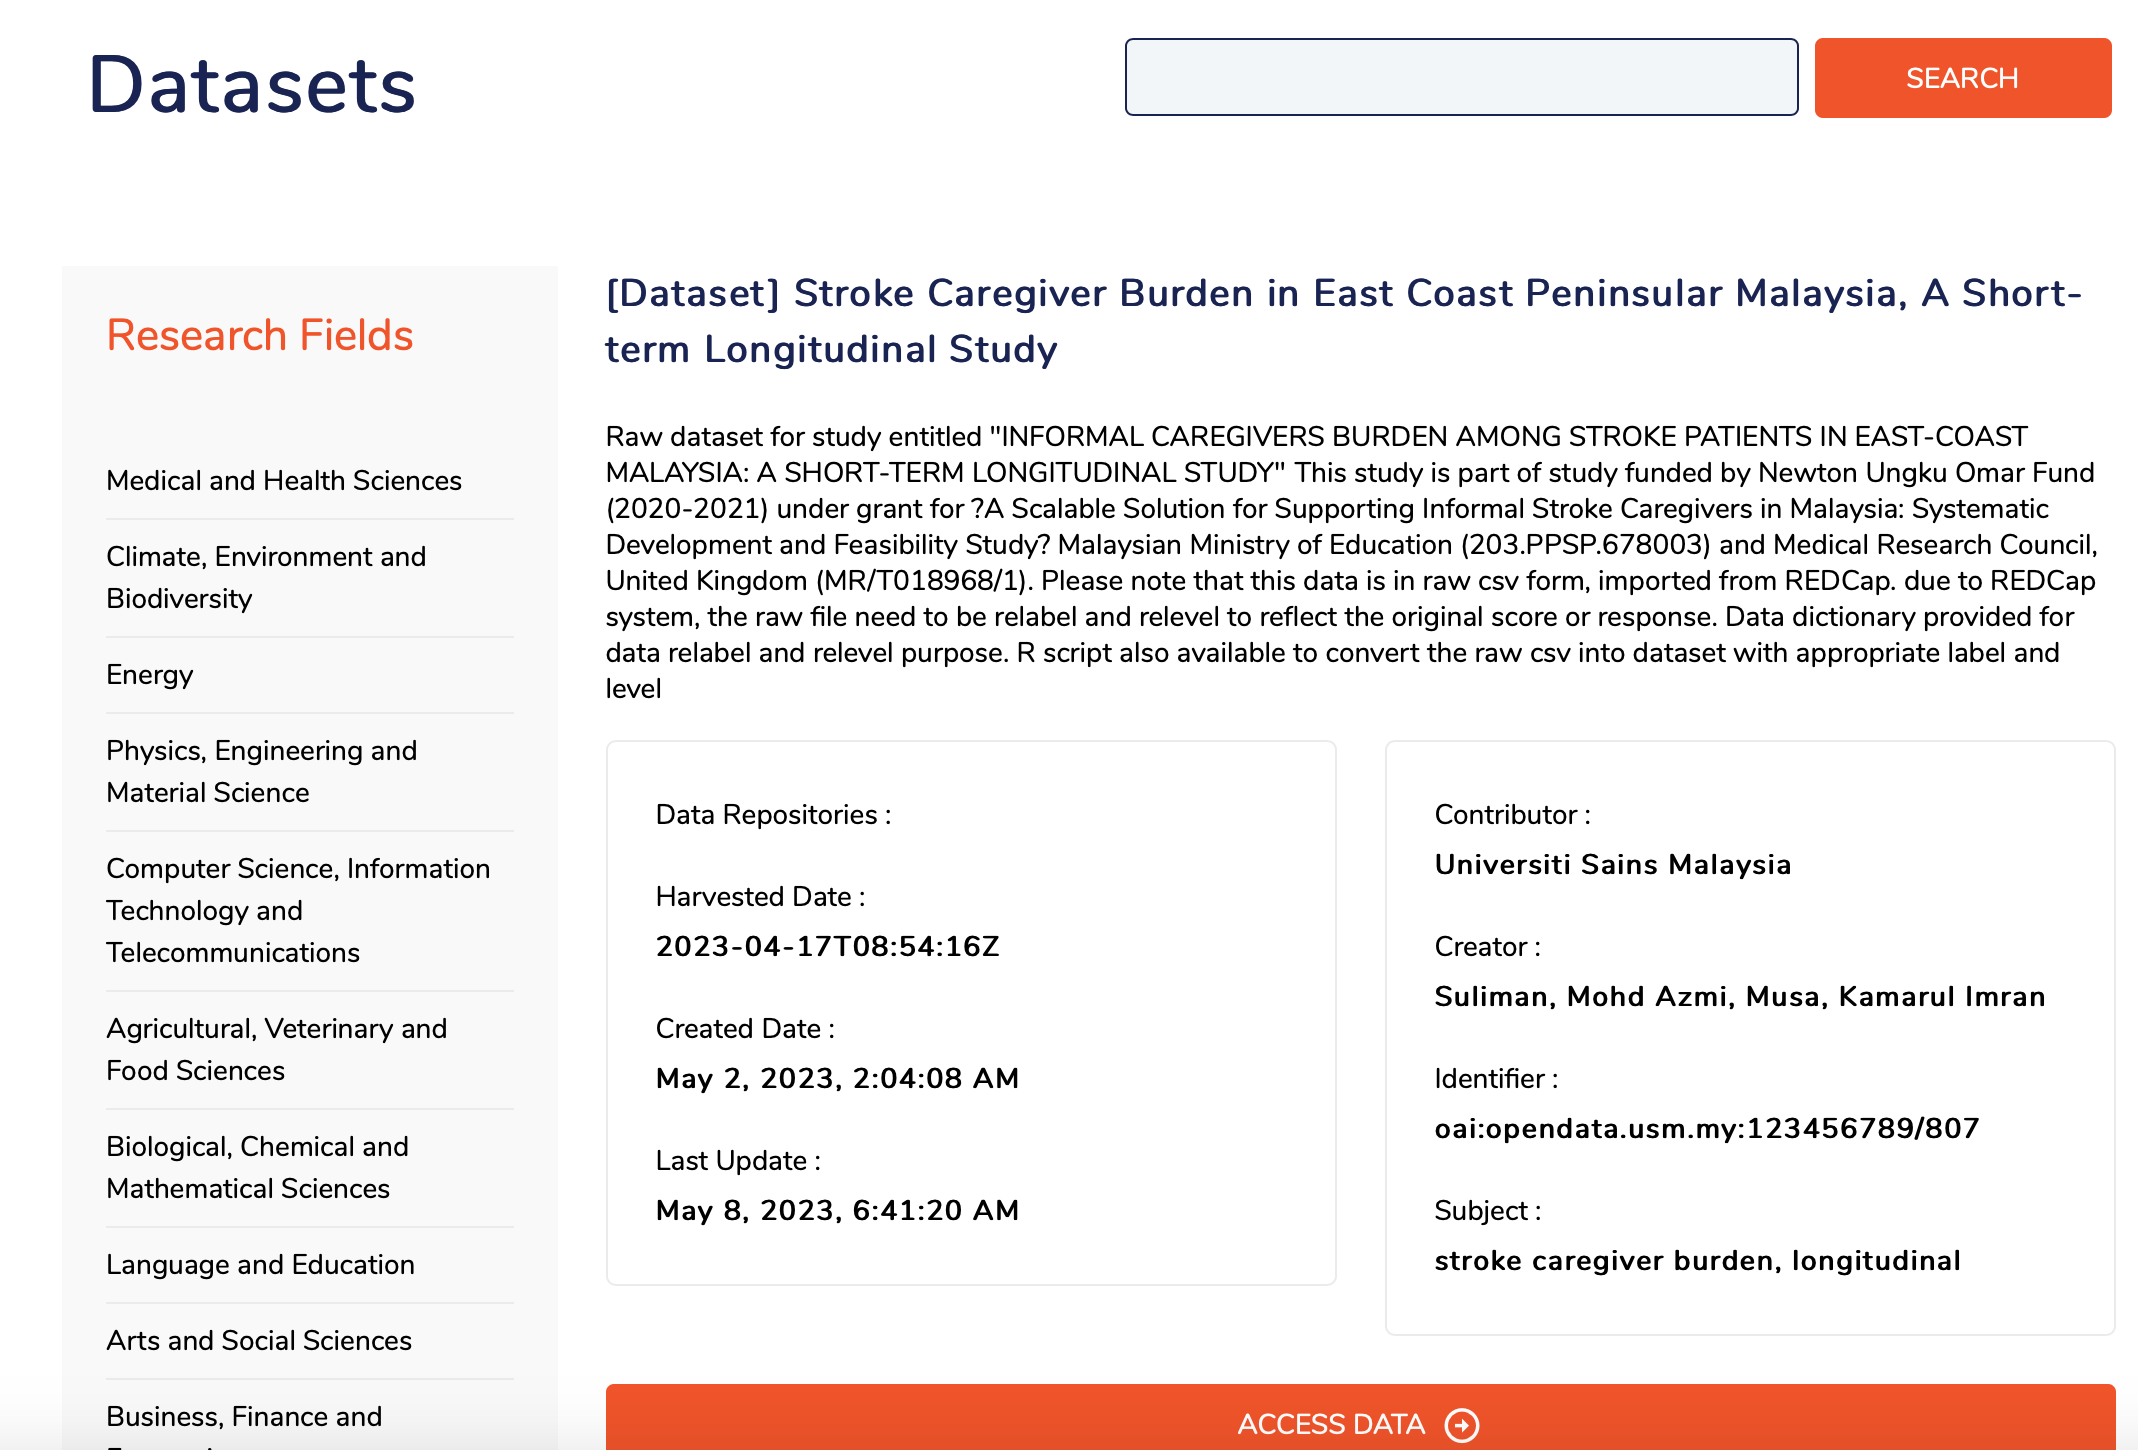 Datasets
SEARCH
Research Fields
Medical and Health Sciences
Climate, Environment and
Biodiversity
Energy
Physics, Engineering and
Material Science
Computer Science, Information
Technology and
Telecommunications
Agricultural, Veterinary and
Food Sciences
Biological, Chemical and
Mathematical Sciences
Language and Education
Arts and Social Sciences
Business, Finance and
[Dataset] Stroke Caregiver Burden in East Coast Peninsular Malaysia, A Short-
term Longitudinal Study
Raw dataset for study entitled "INFORMAL CAREGIVERS BURDEN AMONG STROKE PATIENTS IN EAST-COAST
MALAYSIA: A SHORT-TERM LONGITUDINAL STUDY" This study is part of study funded by Newton Ungku Omar Fund
(2020-2021) under grant for ?A Scalable Solution for Supporting Informal Stroke Caregivers in Malaysia: Systematic
Development and Feasibility Study? Malaysian Ministry of Education (203.PPSP.678003) and Medical Research Council,
United Kingdom (MR/T018968/1). Please note that this data is in raw csv form, imported from REDCap. due to REDCap
system, the raw file need to be relabel and relevel to reflect the original score or response. Data dictionary provided for
data relabel and relevel purpose. R script also available to convert the raw csv into dataset with appropriate label and
level
Data Repositories :
Harvested Date :
2023-04-17T08:54:16Z
Created Date :
May 2, 2023, 2:04:08 AM
Last Update :
May 8, 2023, 6:41:20 AM
Contributor :
Universiti Sains Malaysia
Creator :
Suliman, Mohd Azmi, Musa, Kamarul Imran
Identifier :
oai:opendata.usm.my:123456789/807
Subject :
stroke caregiver burden, longitudinal
ACCESS DATA